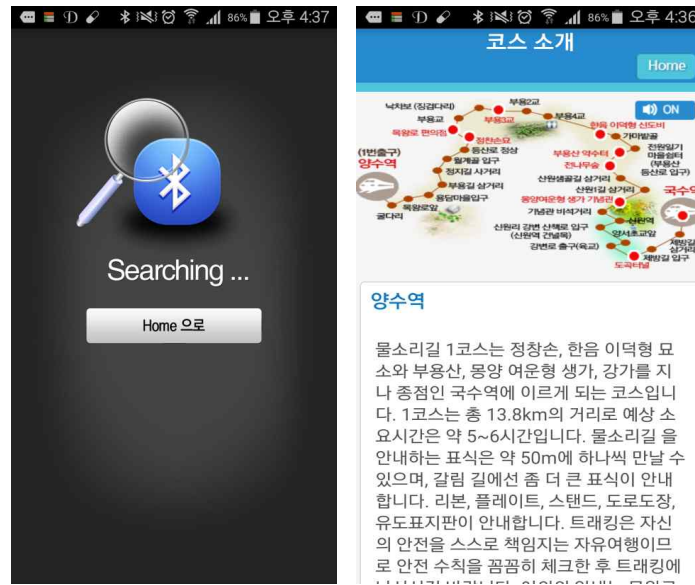 86% 오후 4:37
Searching ...
Home 으로
86% 오후 4:36
코스 소개
Home
ON
낙차보 (징검다리)
부용2교
부용교
부용3교
부용4교
한음 이덕형 신도비
목왕로 편의점
정창손묘
가마밭골
(1번출구)
양수역
등산로 정상
부용산 약수터
전원일기
마을쉼터
(부용산
등산로 입구)
월계골 입구
전나무숲
정지길 사거리
산원샘골길 삼거리
부용길 삼거리
산원1길 삼거리
국수역
용담마을입구
몽양여운형 생가 기념관
목왕로앞
기념관 비석거리
굴다리
신원역
신원리 강변 산책로 입구
(신원역 건널목)
양서초교앞
강변로 출구(육교)
제방길
삼거리
제방길 입구
도곡터널
양수역
물소리길 1코스는 정창손, 한음 이덕형 묘
소와 부용산, 몽양 여운형 생가, 강가를 지
나 종점인 국수역에 이르게 되는 코스입니
다. 1코스는 총 13.8km의 거리로 예상 소
요시간은 약 5~6시간입니다. 물소리길 을
안내하는 표식은 약 50m에 하나씩 만날 수
있으며, 갈림 길에선 좀 더 큰 표식이 안내
합니다. 리본, 플레이트, 스탠드, 도로도장,
유도표지판이 안내합니다. 트래킹은 자신
의 안전을 스스로 책임지는 자유여행이므
로 안전 수칙을 꼼꼼히 체크한 후 트래킹에